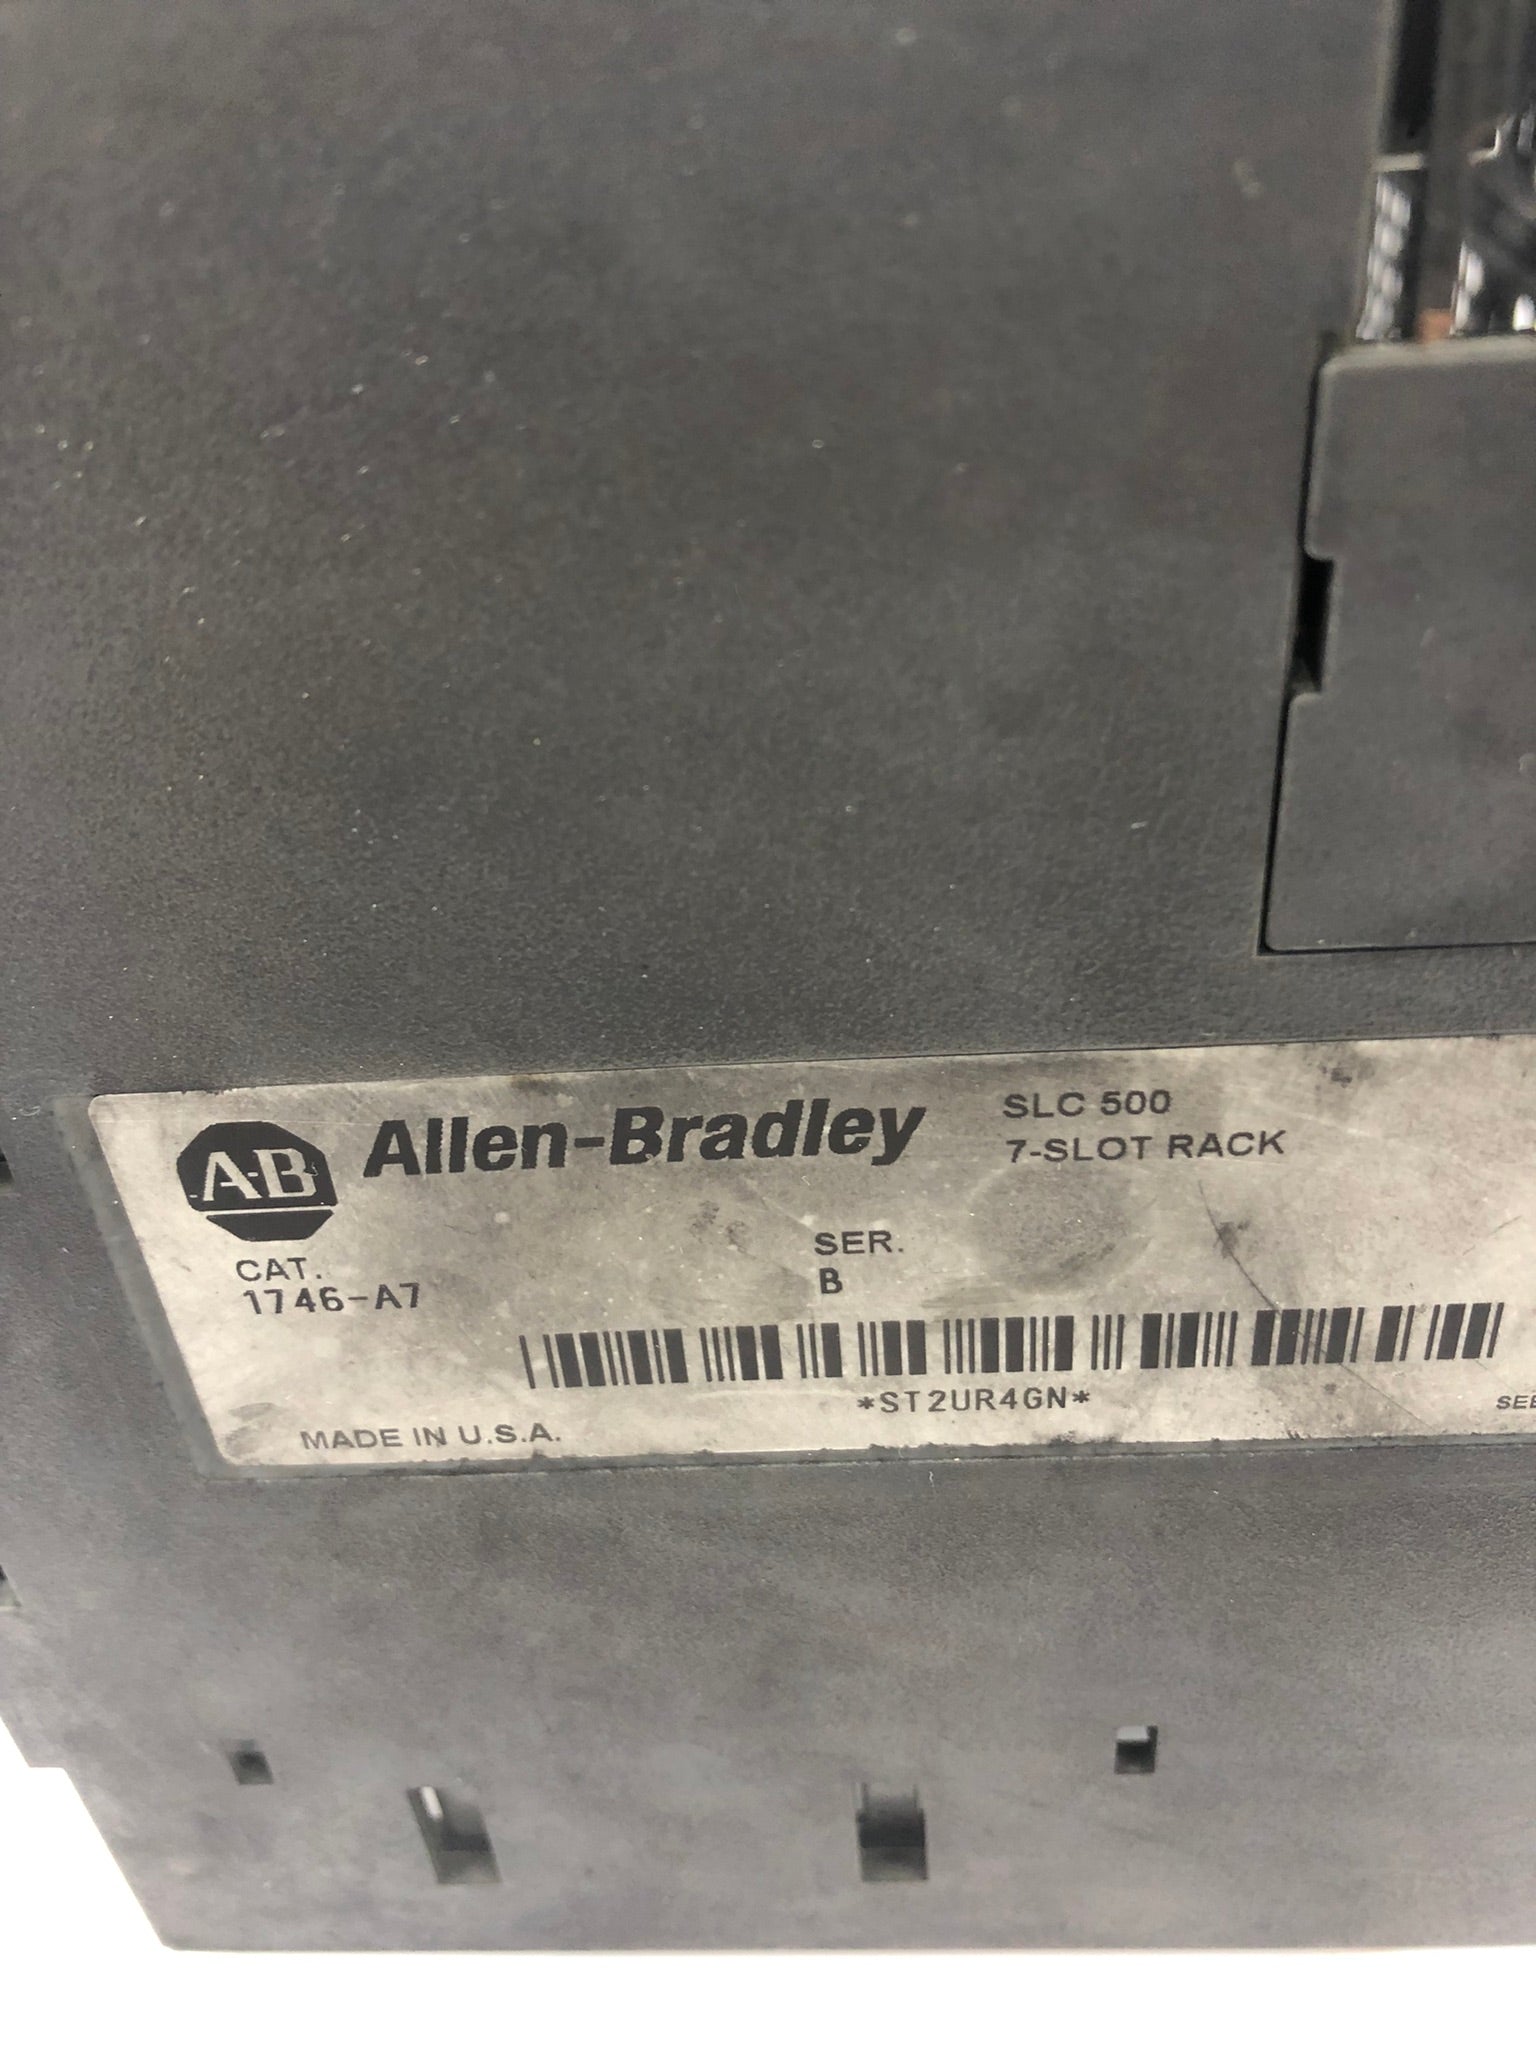 A-B Allen-Bradley
SLC 500
7-SLOT RACK
CAT.
1746-A7
SER.
B
*ST2UR4GN*
MADE IN U.S.A.